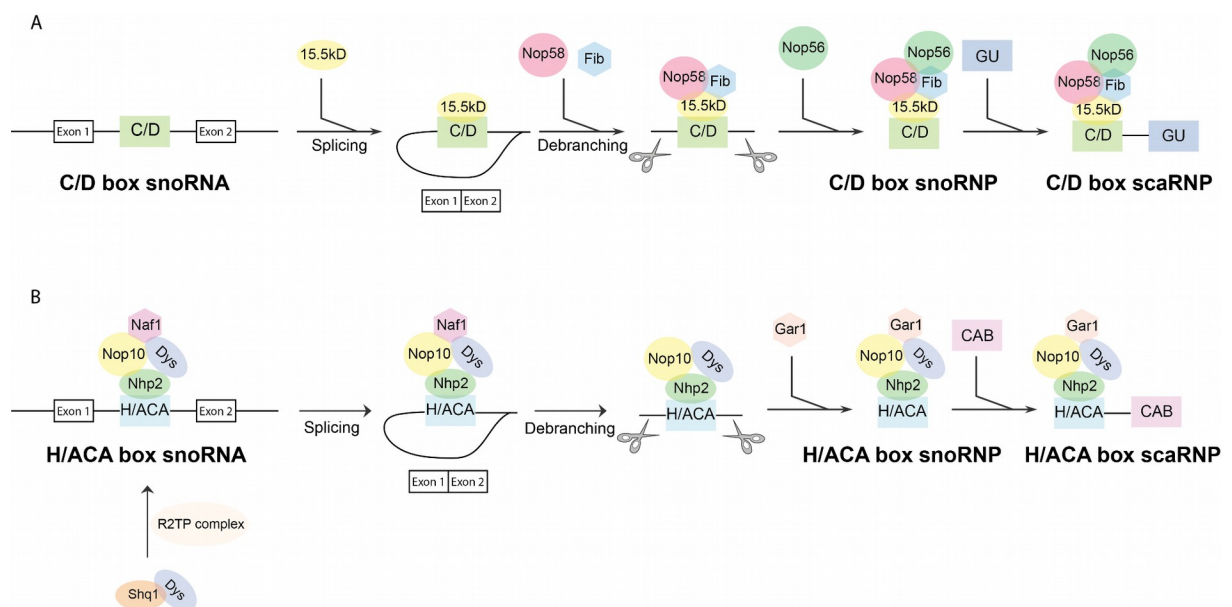 A
15.5kD
Nop58
Fib
Nop56
GU
Nop58
Fib
15.5kD
Nop56
Nop58
Fib
15.5kD
Nop56
Nop58
Fib
15.5kD
Exon 1
C/D
Exon 2
Splicing
15.5kD
C/D
Debranching
C/D
C/D
C/D
GU
Exon 1 Exon 2
C/D box snoRNA
C/D box snoRNP
C/D box scaRNP
B
Naf1
Nop10
Dys
Nhp2
Exon 1
H/ACA
Exon 2
Splicing
Naf1
Nop10
Dys
Nhp2
H/ACA
Exon 1 Exon 2
Debranching
Nop10
Dys
Nhp2
H/ACA
Gar1
Gar1
Nop10
Dys
Nhp2
H/ACA
CAB
Gar1
Nop10
Dys
Nhp2
H/ACA
CAB
H/ACA box snoRNA
H/ACA box snoRNP
H/ACA box scaRNP
R2TP complex
Shq1
Dys